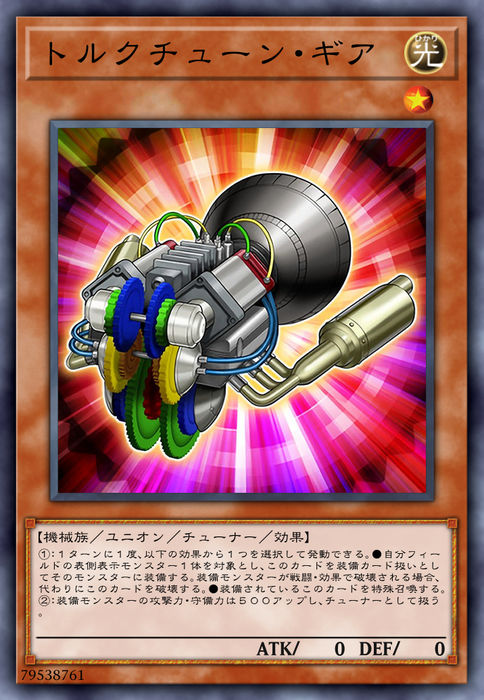 トルクチューン・ギア
ひかり
光
【機械族／ユニオン／チューナー／効果】
①：１ターンに１度、以下の効果から１つを選択して発動できる。●自分フィー
ルドの表側表示モンスター１体を対象とし、このカードを装備カード扱いとし
てそのモンスターに装備する。装備モンスターが戦闘・効果で破壊される場合、
代わりにこのカードを破壊する。●装備されているこのカードを特殊召喚する。
②：装備モンスターの攻撃力・守備力は５００アップし、チューナーとして扱う
。
ATK/ 0 DEF/ 0
79538761